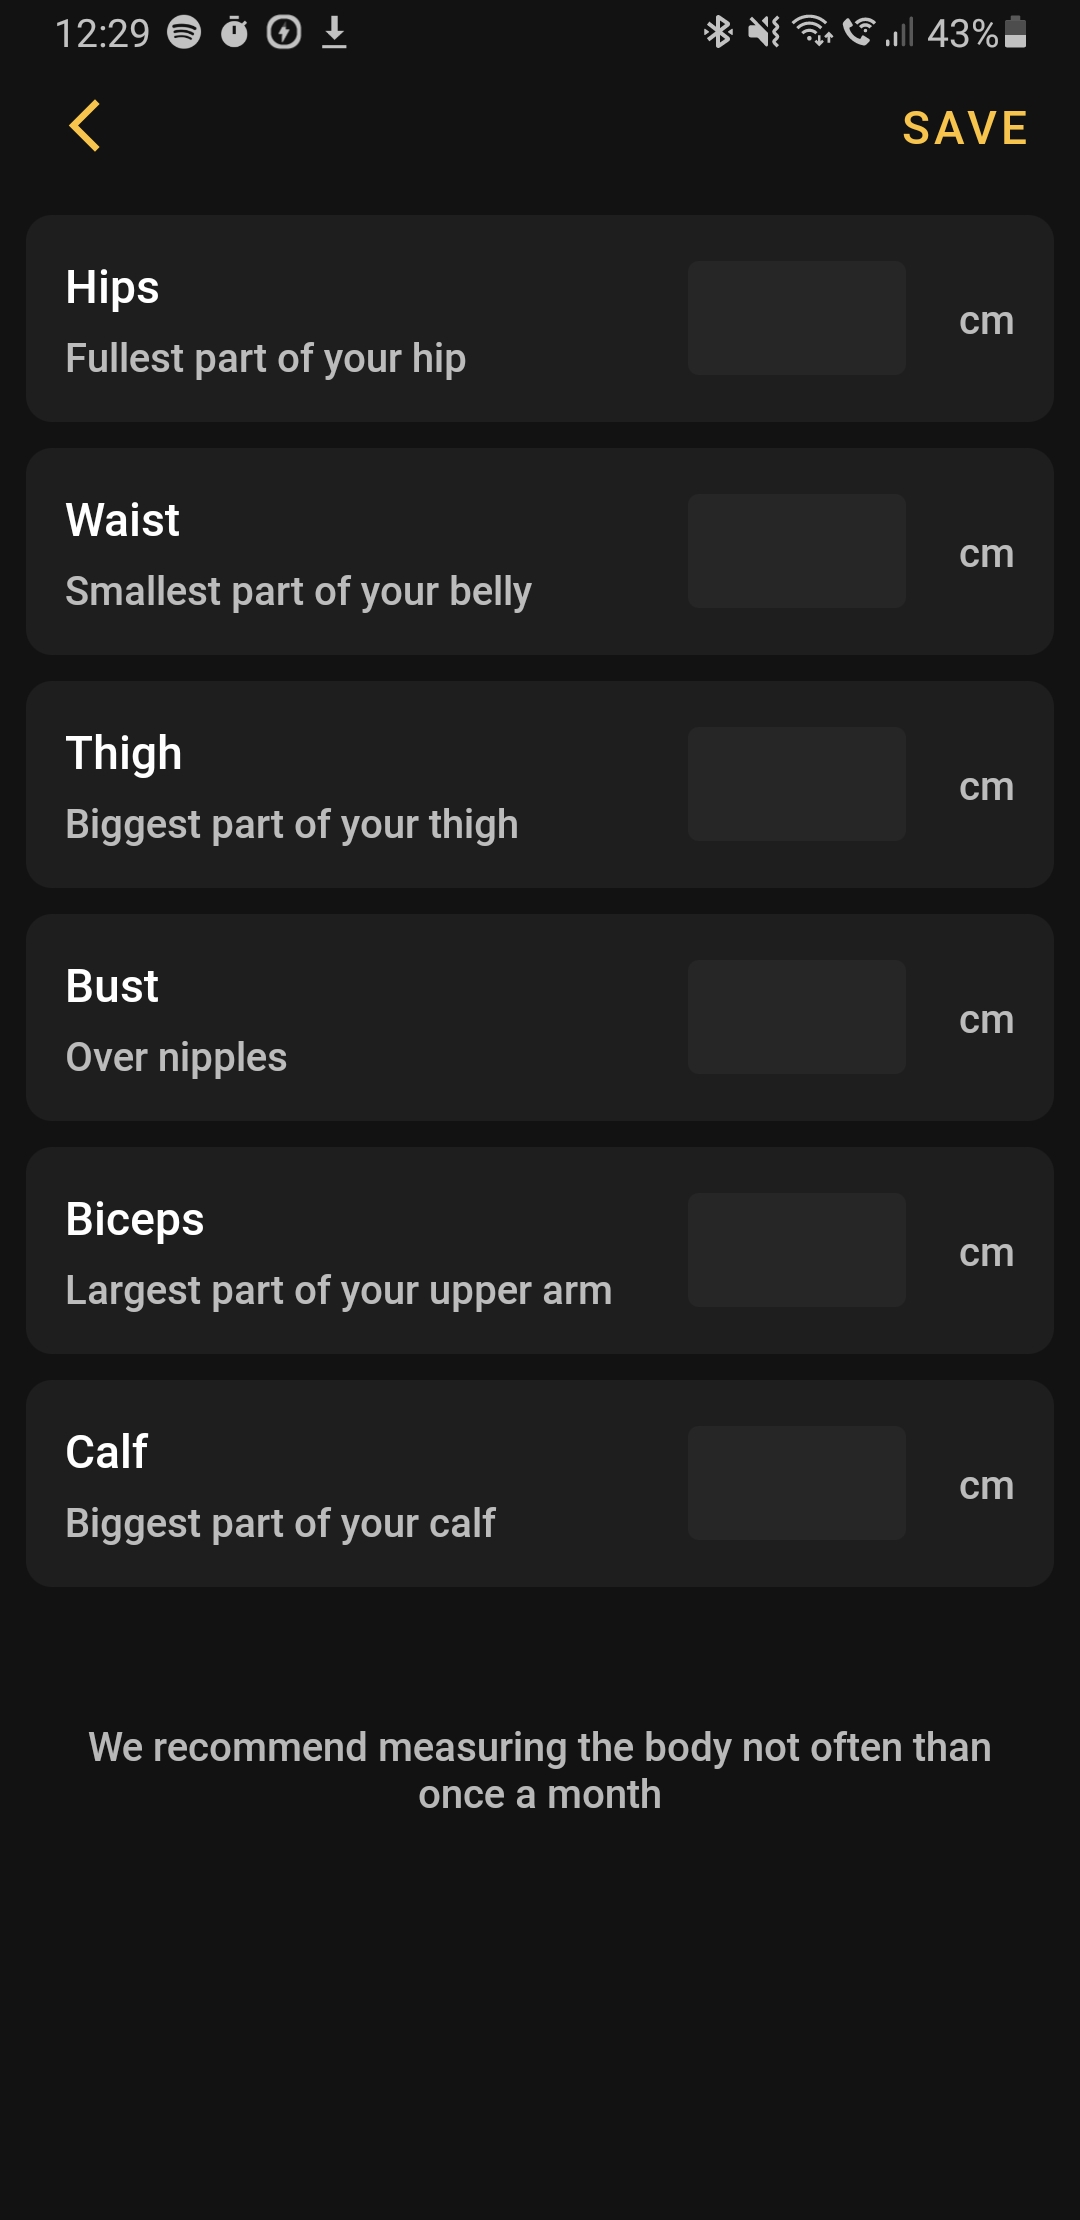 12:29
43%
SAVE
Hips
Fullest part of your hip
cm
Waist
Smallest part of your belly
cm
Thigh
Biggest part of your thigh
cm
Bust
Over nipples
cm
Biceps
Largest part of your upper arm
cm
Calf
Biggest part of your calf
cm
We recommend measuring the body not often than
once a month